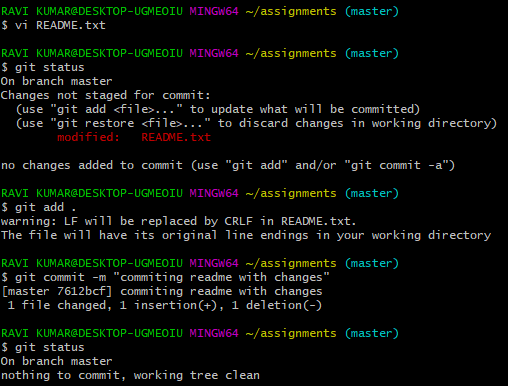 RAVI KUMAR@DESKTOP-UGMEOIU MINGW64 ~/assignments (master)
$ vi README.txt

RAVI KUMAR@DESKTOP-UGMEOIU MINGW64 ~/assignments (master)
$ git status
On branch master
Changes not staged for commit:
  (use "git add <file>..." to update what will be committed)
  (use "git restore <file>..." to discard changes in working directory)
        modified:   README.txt

no changes added to commit (use "git add" and/or "git commit -a")

RAVI KUMAR@DESKTOP-UGMEOIU MINGW64 ~/assignments (master)
$ git add .
warning: LF will be replaced by CRLF in README.txt.
The file will have its original line endings in your working directory

RAVI KUMAR@DESKTOP-UGMEOIU MINGW64 ~/assignments (master)
$ git commit -m "commiting readme with changes"
[master 7612bcf] commiting readme with changes
 1 file changed, 1 insertion(+), 1 deletion(-)

RAVI KUMAR@DESKTOP-UGMEOIU MINGW64 ~/assignments (master)
$ git status
On branch master
nothing to commit, working tree clean